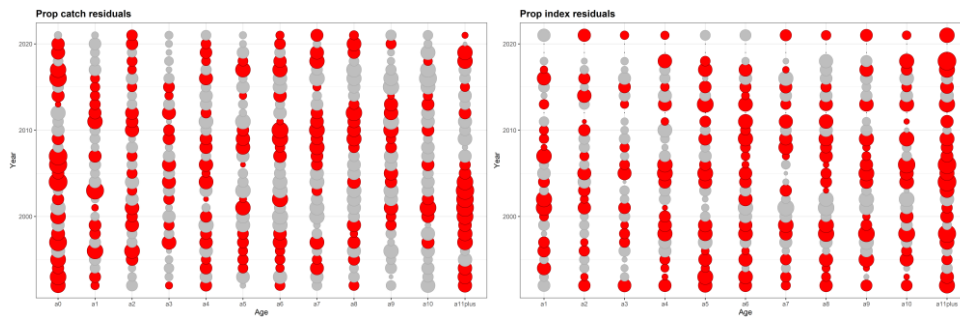 Prop catch residuals
2020
2010
2000
Year
a0 a1 a2 a3 a4 a5 a6 a7 a8 a9 a10 a11plus
Age
Prop index residuals
2020
2010
2000
Year
a1 a2 a3 a4 a5 a6 a7 a8 a9 a10 a11plus
Age